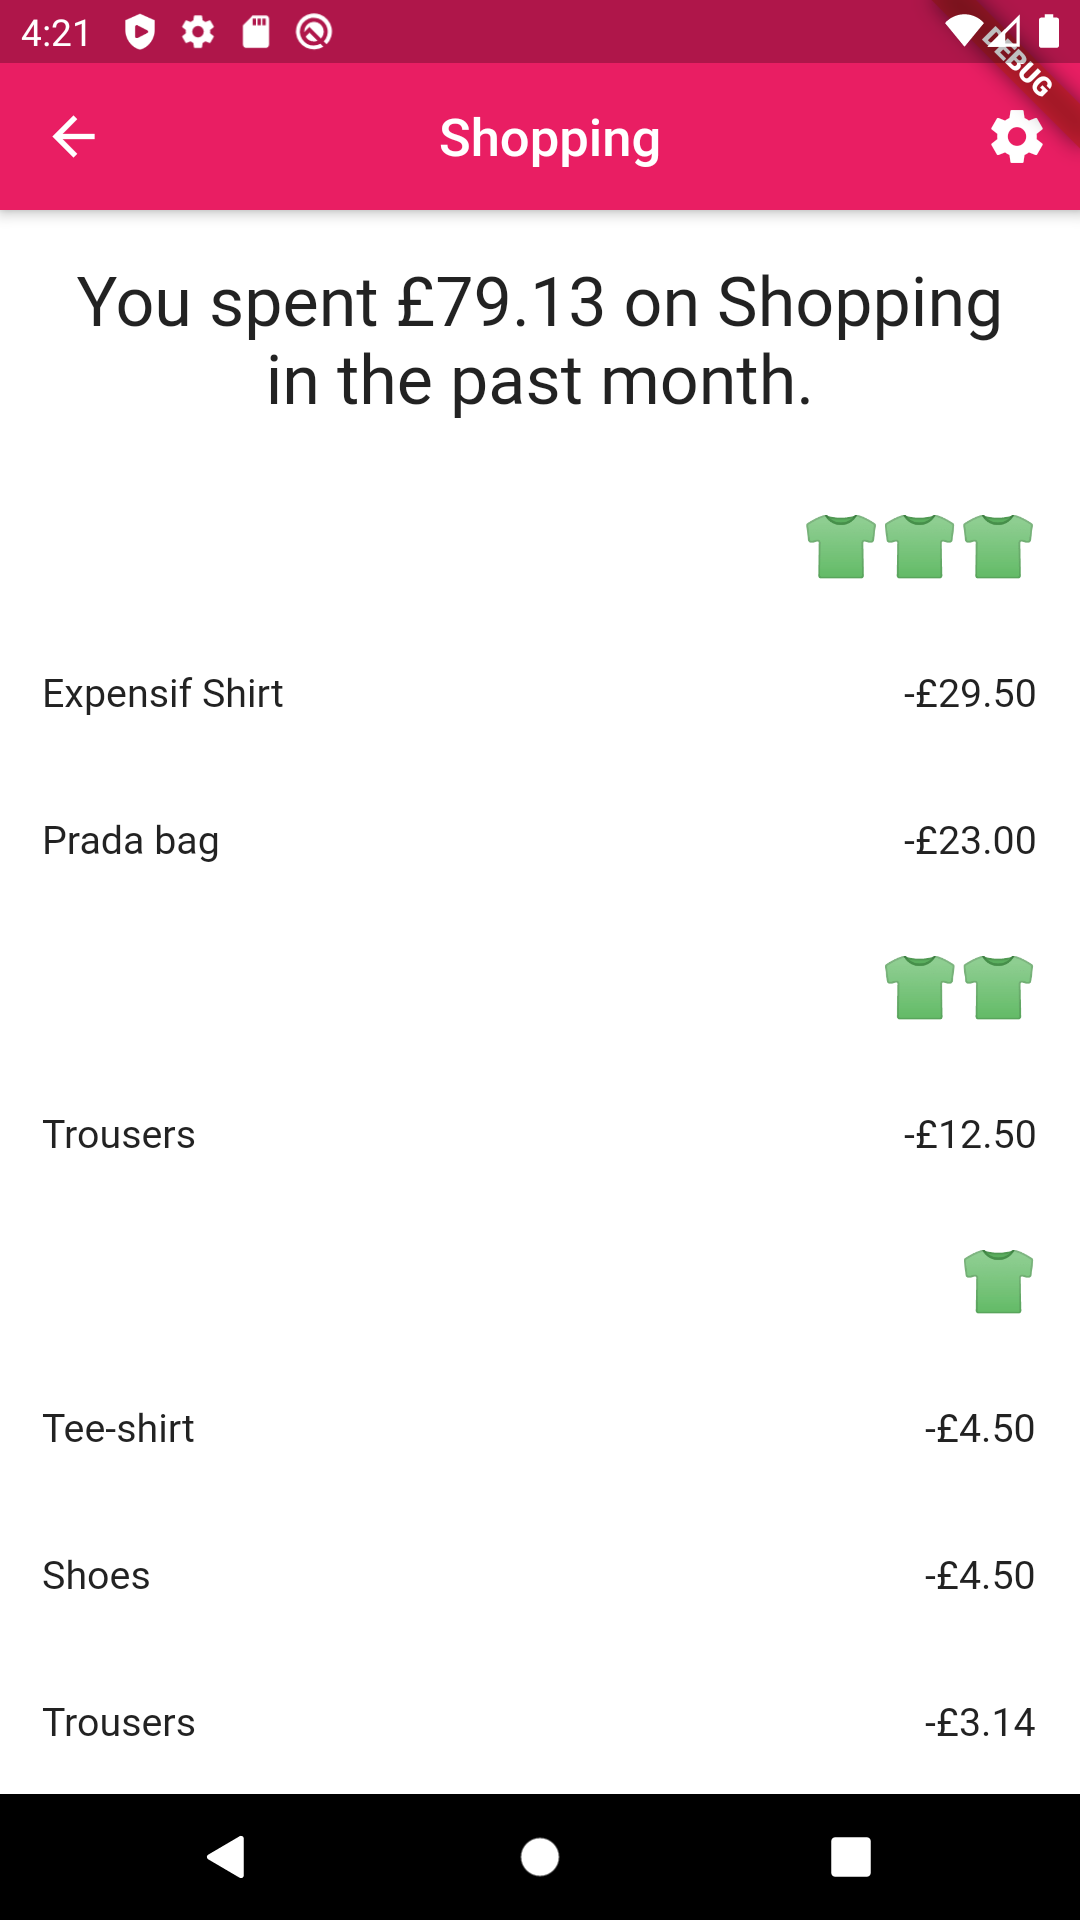 4:21
DEBUG
Shopping
You spent £79.13 on Shopping
in the past month.
Expensif Shirt -£29.50
Prada bag -£23.00
Trousers -£12.50
Tee-shirt -£4.50
Shoes -£4.50
Trousers -£3.14